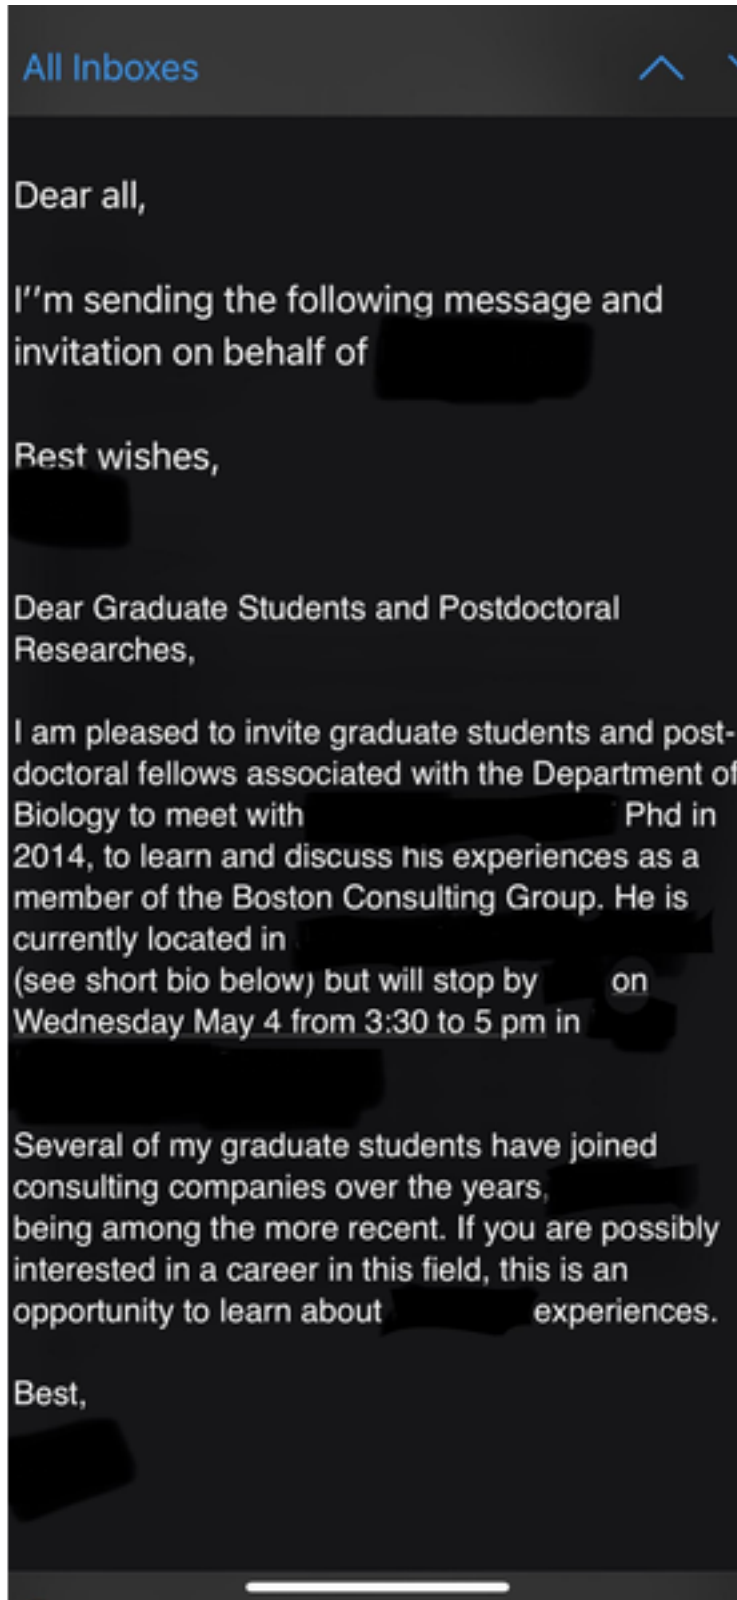 All Inboxes
Dear all,
I''m sending the following message and
invitation on behalf of
Best wishes,
Dear Graduate Students and Postdoctoral
Researches,
I am pleased to invite graduate students and post-
doctoral fellows associated with the Department of
Biology to meet with Phd in
2014, to learn and discuss his experiences as a
member of the Boston Consulting Group. He is
currently located in
(see short bio below) but will stop by on
Wednesday May 4 from 3:30 to 5 pm in
Several of my graduate students have joined
consulting companies over the years,
being among the more recent. If you are possibly
interested in a career in this field, this is an
opportunity to learn about experiences.
Best,